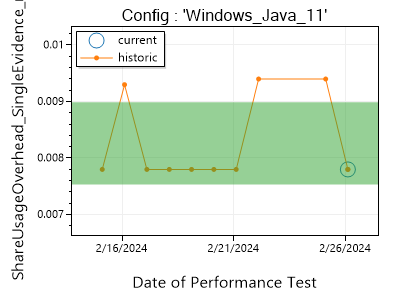 Config : 'Windows_Java_11'
current
historic
0.01
0.009
0.008
0.007
ShareUsageOverhead_SingleEvidence_
2/16/2024
2/21/2024
2/26/2024
Date of Performance Test